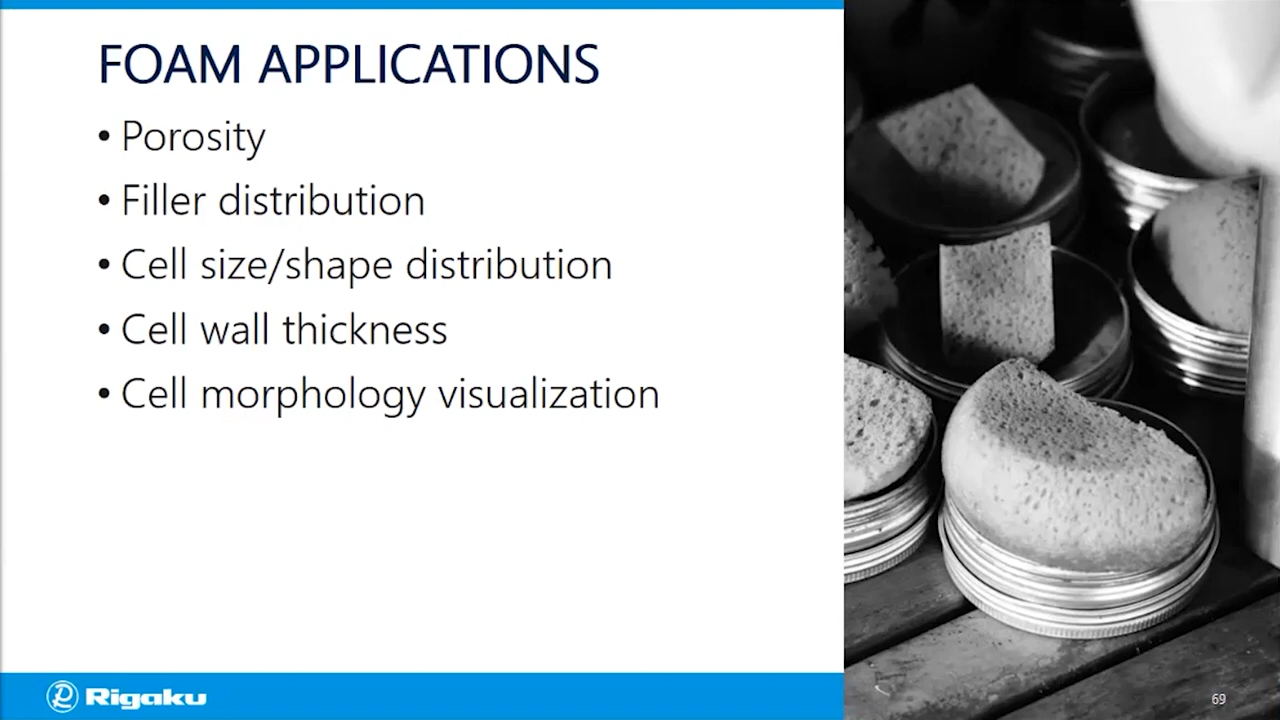 FOAM APPLICATIONS
• Porosity
• Filler distribution
• Cell size/shape distribution
• Cell wall thickness
• Cell morphology visualization
Rigaku
69